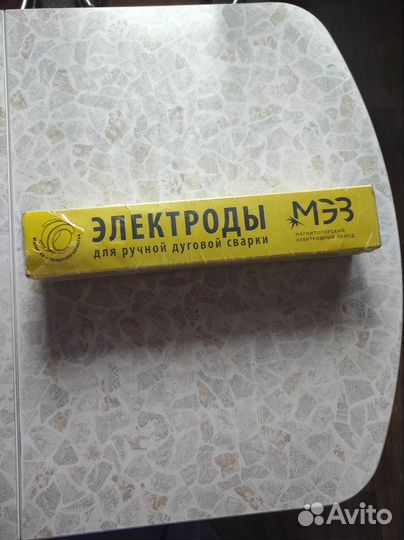 ЭЛЕКТРОДЫ
для ручной дуговой сварки
МЭЗ
МАГНИТОГОРСКИЙ
ЭЛЕКТРОДНЫЙ ЗАВОД
Avito